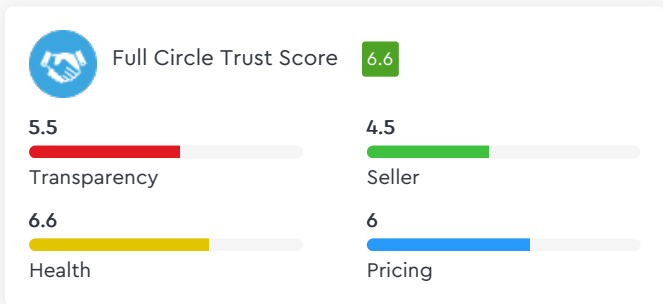 Full Circle Trust Score 6.6
5.5
Transparency
4.5
Seller
6.6
Health
6
Pricing